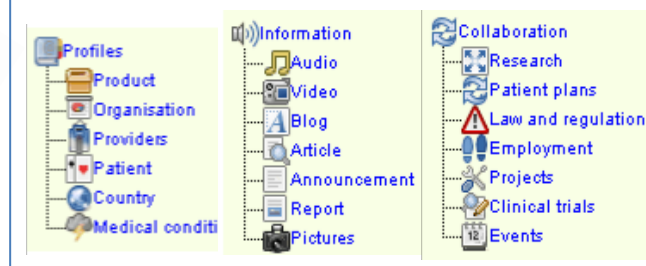 Profiles
Product
Organisation
Providers
Patient
Country
Medical conditi
Information
Audio
Video
Blog
Article
Announcement
Report
Pictures
Collaboration
Research
Patient plans
Law and regulation
Employment
Projects
Clinical trials
Events